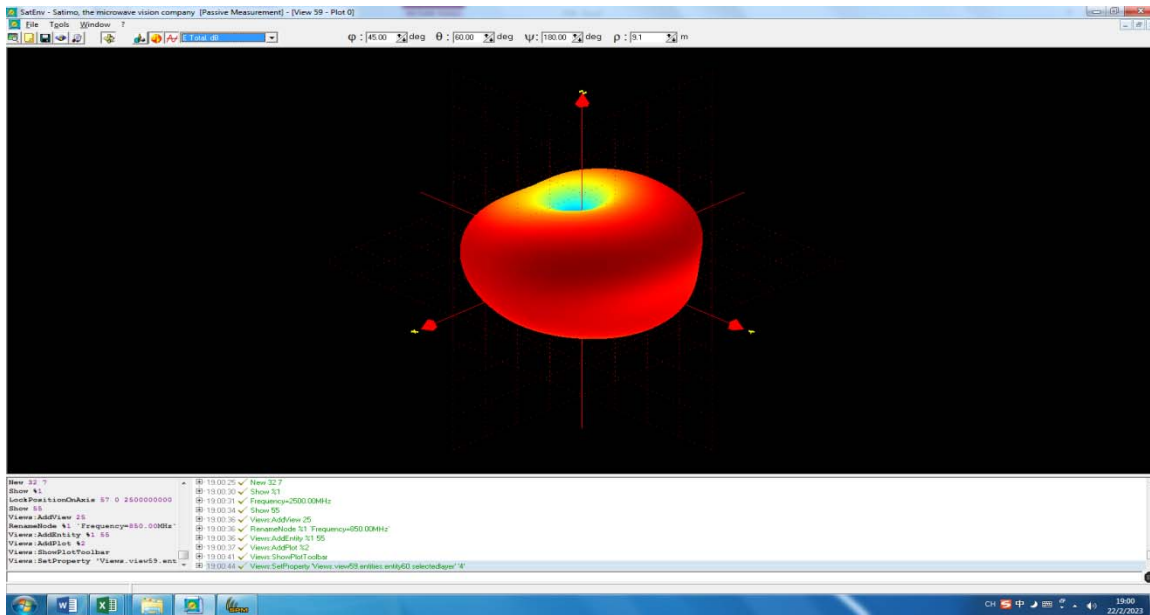 SatEnv - Satimo, the microwave vision company [Passive Measurement] - [View 59 - Plot 0]
File Tools Window ?
E Total, dB φ : 45.00 deg θ : 60.00 deg ψ: 180.00 deg ρ : 9.1 m
New 32 7
Show %1
LockPositionOnAxis 57 0 2500000000
Show 55
Views:AddView 25
RenameNode %1 'Frequency=850.00MHz'
Views:AddEntity %1 55
Views:AddPlot %2
Views:ShowPlotToolbar
Views:SetProperty 'Views.view59.ent
19:00:25 New 32 7
19:00:30 Show %1
19:00:31 Frequency=2500.00MHz
19:00:34 Show 55
19:00:36 Views:AddView 25
19:00:36 RenameNode %1 'Frequency=850.00MHz'
19:00:36 Views:AddEntity %1 55
19:00:37 Views:AddPlot %2
19:00:41 Views:ShowPlotToolbar
19:00:44 Views:SetProperty 'Views.view59.entities.entity60.selectedlayer' '4'
CH 中 19:00
22/2/2023